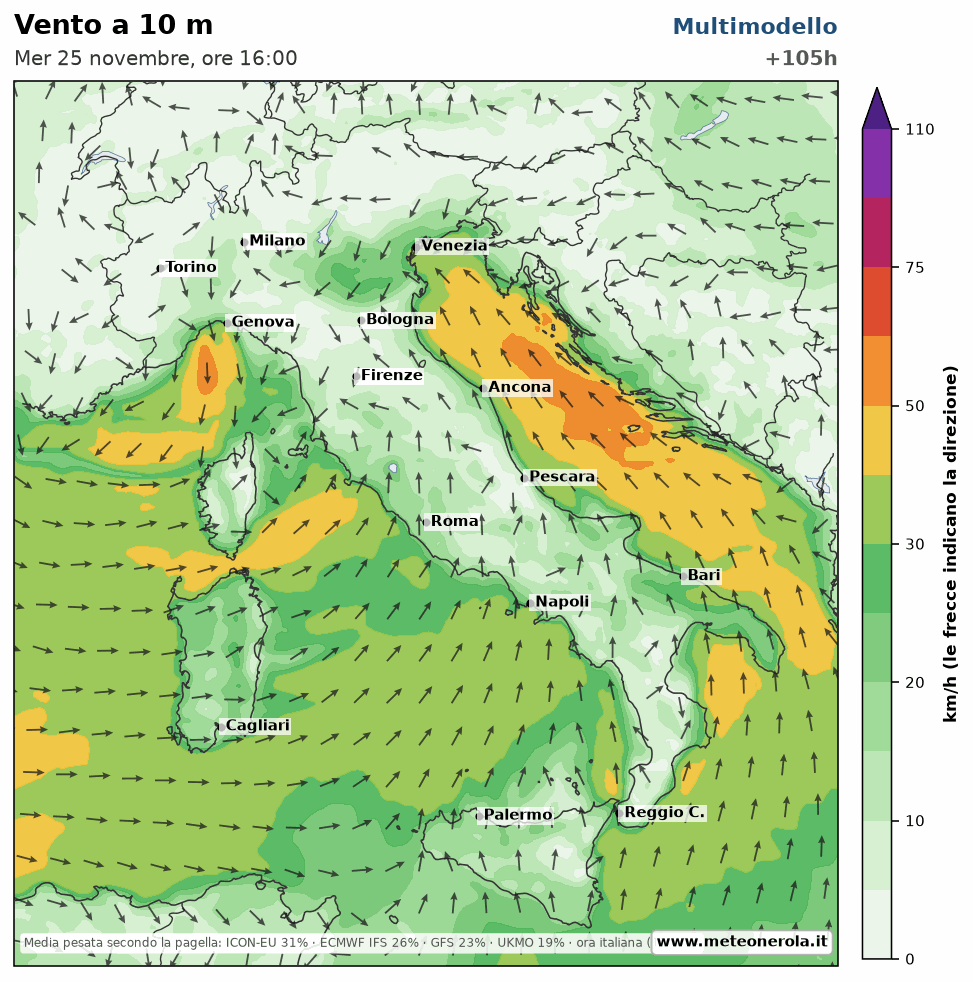 Vento a 10 m
Multimodello
Mer 25 novembre, ore 16:00
+105h
110
75
50
30
20
10
0
km/h (le frecce indicano la direzione)
Venezia
Milano
Torino
Genova
Bologna
Firenze
Ancona
Pescara
Roma
Bari
Napoli
Cagliari
Palermo
Reggio C.
Media pesata secondo la pagella: ICON-EU 31% · ECMWF IFS 26% · GFS 23% · UKMO 19% · ora italiana (
www.meteonerola.it